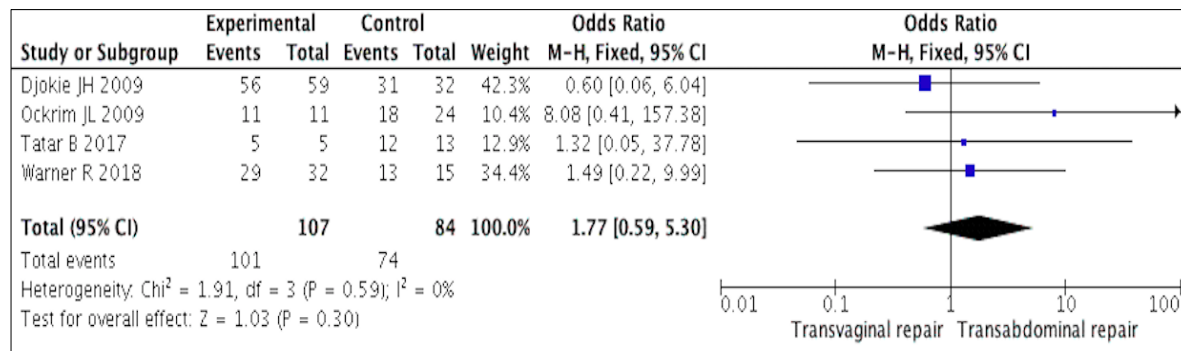 Experimental Control Odds Ratio Odds Ratio
Study or Subgroup Events Total Events Total Weight M-H, Fixed, 95% CI M-H, Fixed, 95% CI
Djokie JH 2009 56 59 31 32 42.3% 0.60 [0.06, 6.04]
Ockrim JL 2009 11 11 18 24 10.4% 8.08 [0.41, 157.38]
Tatar B 2017 5 5 12 13 12.9% 1.32 [0.05, 37.78]
Warner R 2018 29 32 13 15 34.4% 1.49 [0.22, 9.99]
Total (95% CI) 107 84 100.0% 1.77 [0.59, 5.30]
Total events 101 74
Heterogeneity: Chi² = 1.91, df = 3 (P = 0.59); I² = 0%
Test for overall effect: Z = 1.03 (P = 0.30)
0.01 0.1 1 10 100
Transvaginal repair Transabdominal repair